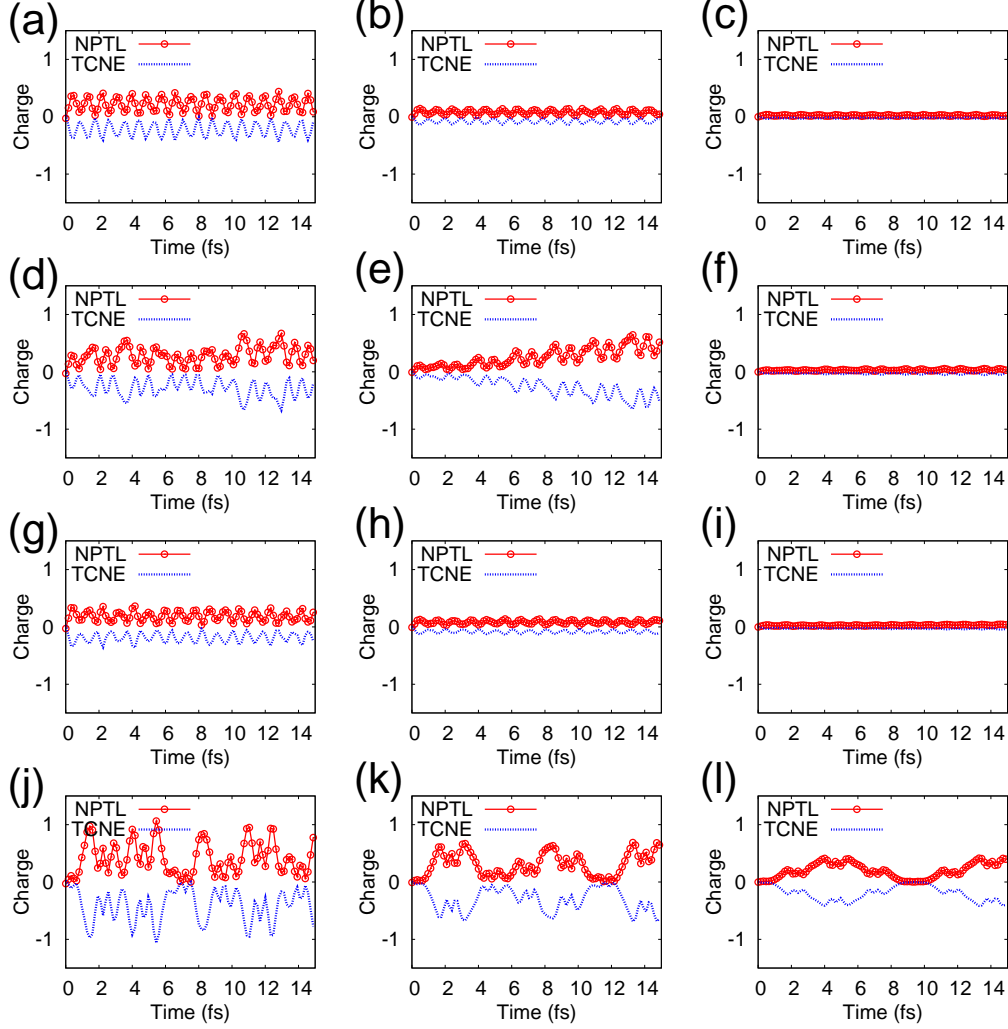 (a) (b) (c)
NPTL NPTL NPTL
TCNE TCNE TCNE
1 1 1
0 0 0
-1 -1 -1
Charge Charge Charge
0 2 4 6 8 10 12 14 0 2 4 6 8 10 12 14 0 2 4 6 8 10 12 14
Time (fs) Time (fs) Time (fs)
(d) (e) (f)
NPTL NPTL NPTL
TCNE TCNE TCNE
1 1 1
0 0 0
-1 -1 -1
Charge Charge Charge
0 2 4 6 8 10 12 14 0 2 4 6 8 10 12 14 0 2 4 6 8 10 12 14
Time (fs) Time (fs) Time (fs)
(g) (h) (i)
NPTL NPTL NPTL
TCNE TCNE TCNE
1 1 1
0 0 0
-1 -1 -1
Charge Charge Charge
0 2 4 6 8 10 12 14 0 2 4 6 8 10 12 14 0 2 4 6 8 10 12 14
Time (fs) Time (fs) Time (fs)
(j) (k) (l)
NPTL NPTL NPTL
TCNE TCNE TCNE
1 1 1
0 0 0
-1 -1 -1
Charge Charge Charge
0 2 4 6 8 10 12 14 0 2 4 6 8 10 12 14 0 2 4 6 8 10 12 14
Time (fs) Time (fs) Time (fs)